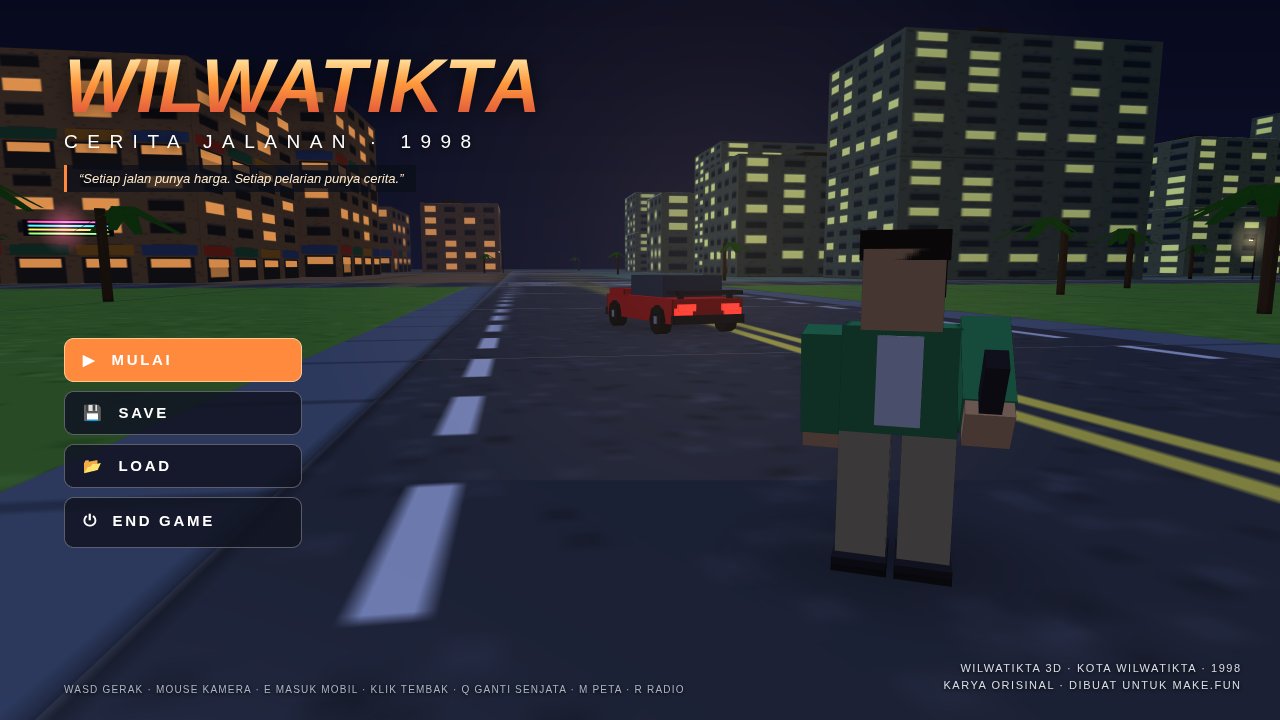 WILWATIKTA
CERITA JALANAN · 1998
“Setiap jalan punya harga. Setiap pelarian punya cerita.”
▶ MULAI
💾 SAVE
📂 LOAD
⏻ END GAME
WILWATIKTA 3D · KOTA WILWATIKTA · 1998
KARYA ORISINAL · DIBUAT UNTUK MAKE.FUN
WASD GERAK · MOUSE KAMERA · E MASUK MOBIL · KLIK TEMBAK · Q GANTI SENJATA · M PETA · R RADIO